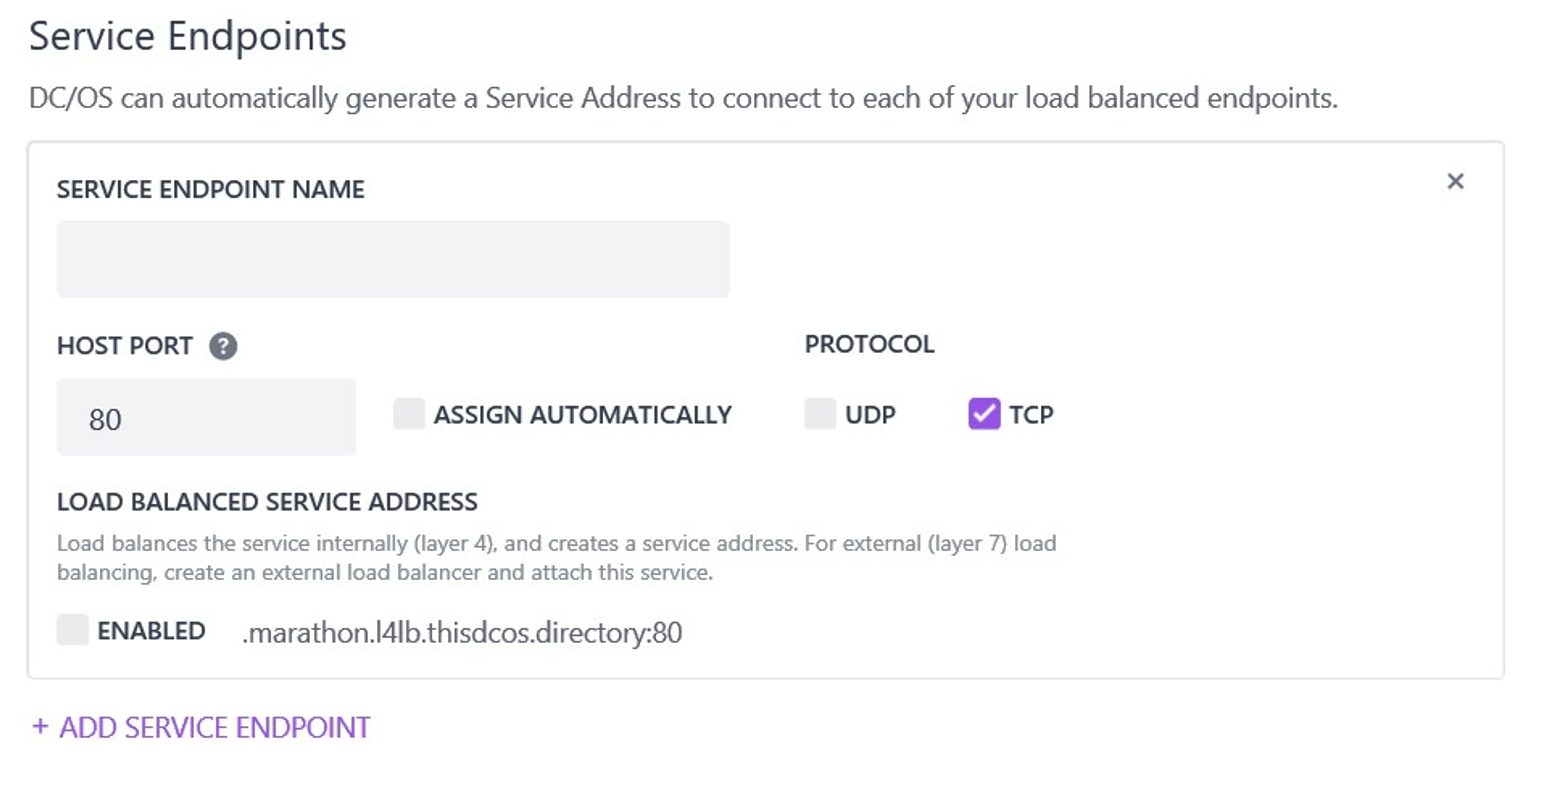 Service Endpoints
DC/OS can automatically generate a Service Address to connect to each of your load balanced endpoints.
SERVICE ENDPOINT NAME
HOST PORT ?
PROTOCOL
80
ASSIGN AUTOMATICALLY
UDP
TCP
LOAD BALANCED SERVICE ADDRESS
Load balances the service internally (layer 4), and creates a service address. For external (layer 7) load
balancing, create an external load balancer and attach this service.
ENABLED .marathon.l4lb.thisdcos.directory:80
+ ADD SERVICE ENDPOINT